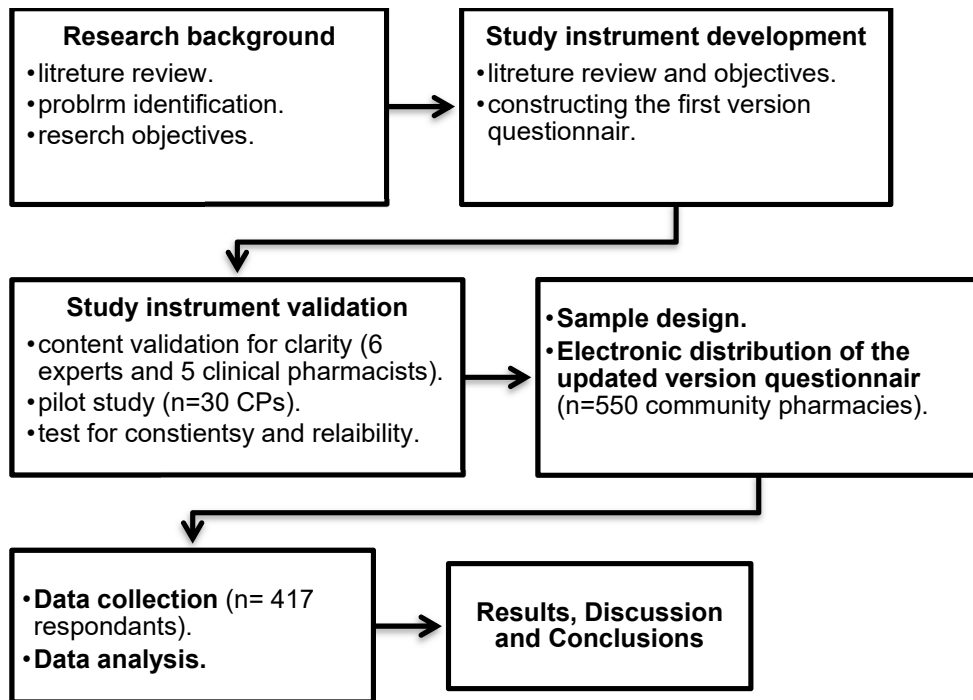 Research background
•litreture review.
•problrm identification.
•reserch objectives.
Study instrument development
•litreture review and objectives.
•constructing the first version
questionnair.
Study instrument validation
•content validation for clarity (6
experts and 5 clinical pharmacists).
•pilot study (n=30 CPs).
•test for constientsy and relaibility.
•Sample design.
•Electronic distribution of the
updated version questionnair
(n=550 community pharmacies).
•Data collection (n= 417
respondants).
•Data analysis.
Results, Discussion
and Conclusions